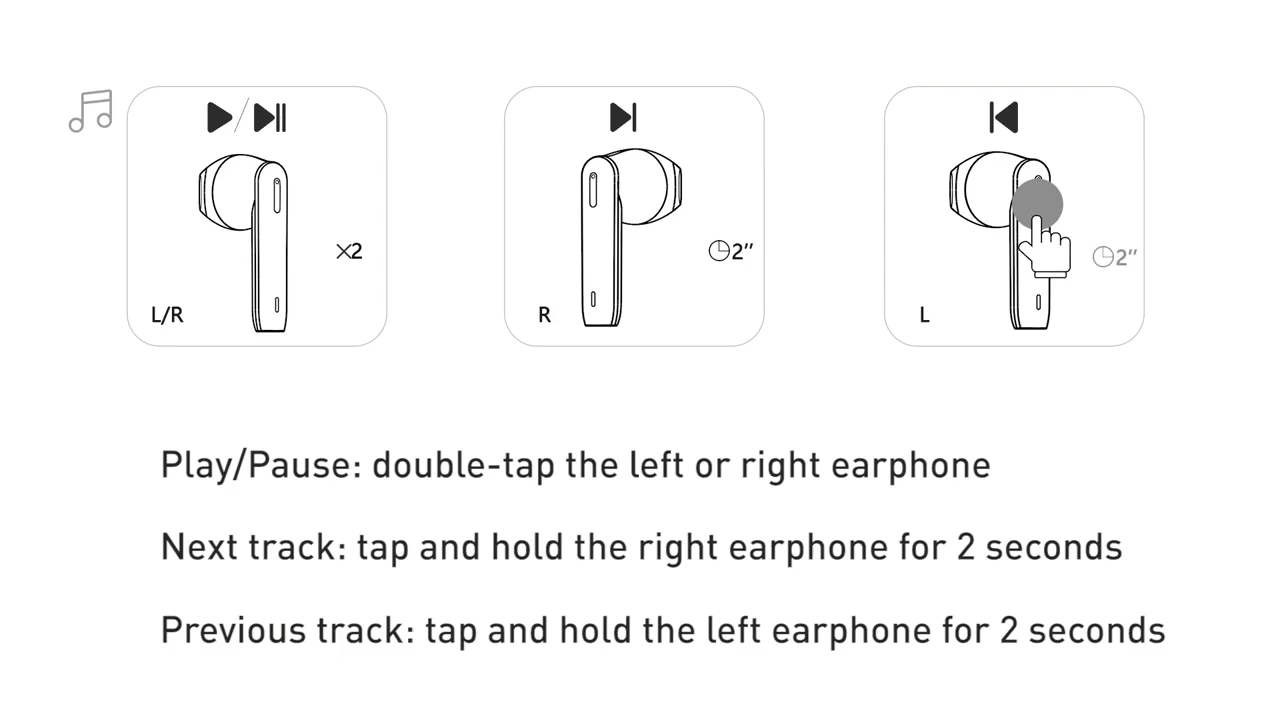 ×2
L/R
2″
R
2″
L
Play/Pause: double-tap the left or right earphone
Next track: tap and hold the right earphone for 2 seconds
Previous track: tap and hold the left earphone for 2 seconds